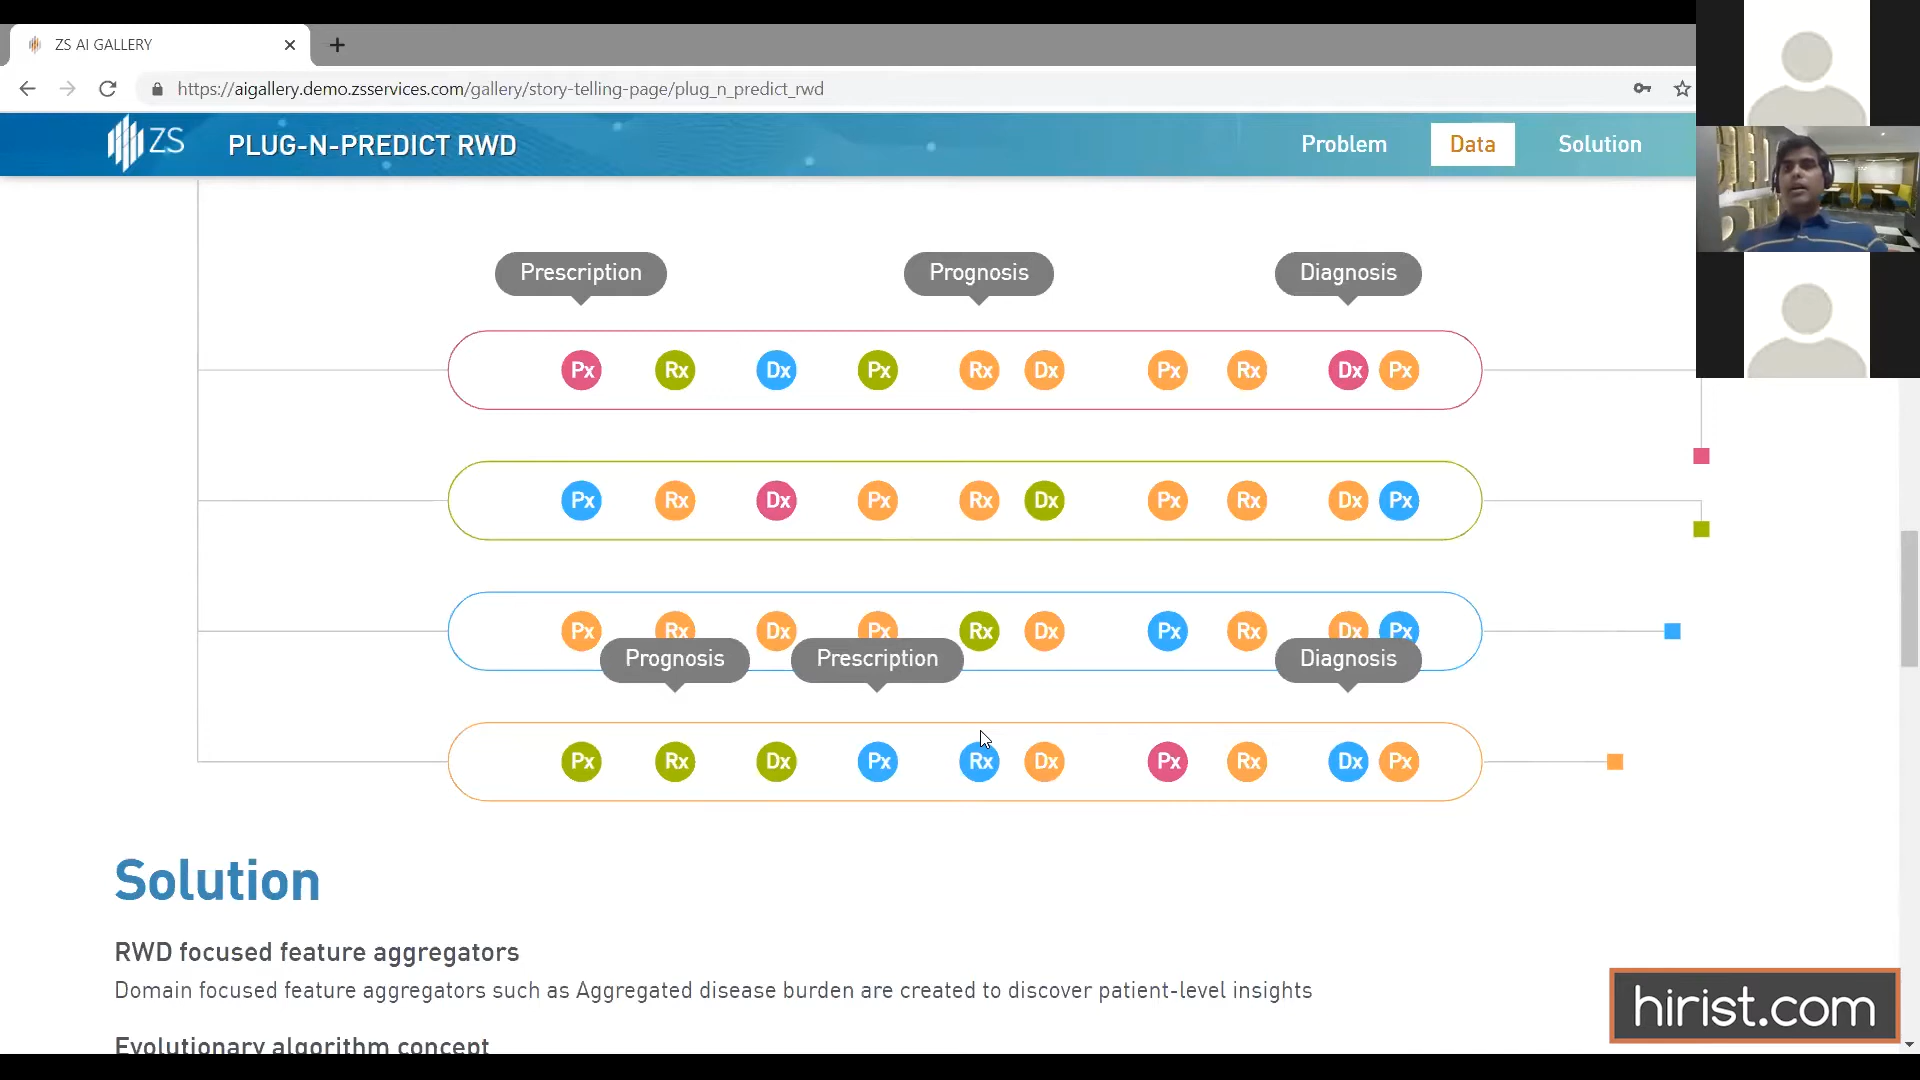 ZS AI GALLERY
https://aigallery.demo.zsservices.com/gallery/story-telling-page/plug_n_predict_rwd
ZS PLUG-N-PREDICT RWD Problem Data Solution
Prescription Prognosis Diagnosis
Px Rx Dx Px Rx Dx Px Rx Dx Px
Px Rx Dx Px Rx Dx Px Rx Dx Px
Px Rx Dx Px Rx Dx Px Rx Dx Px
Prognosis Prescription Diagnosis
Px Rx Dx Px Rx Dx Px Rx Dx Px
Solution
RWD focused feature aggregators
Domain focused feature aggregators such as Aggregated disease burden are created to discover patient-level insights
Evolutionary algorithm concept
hirist.com